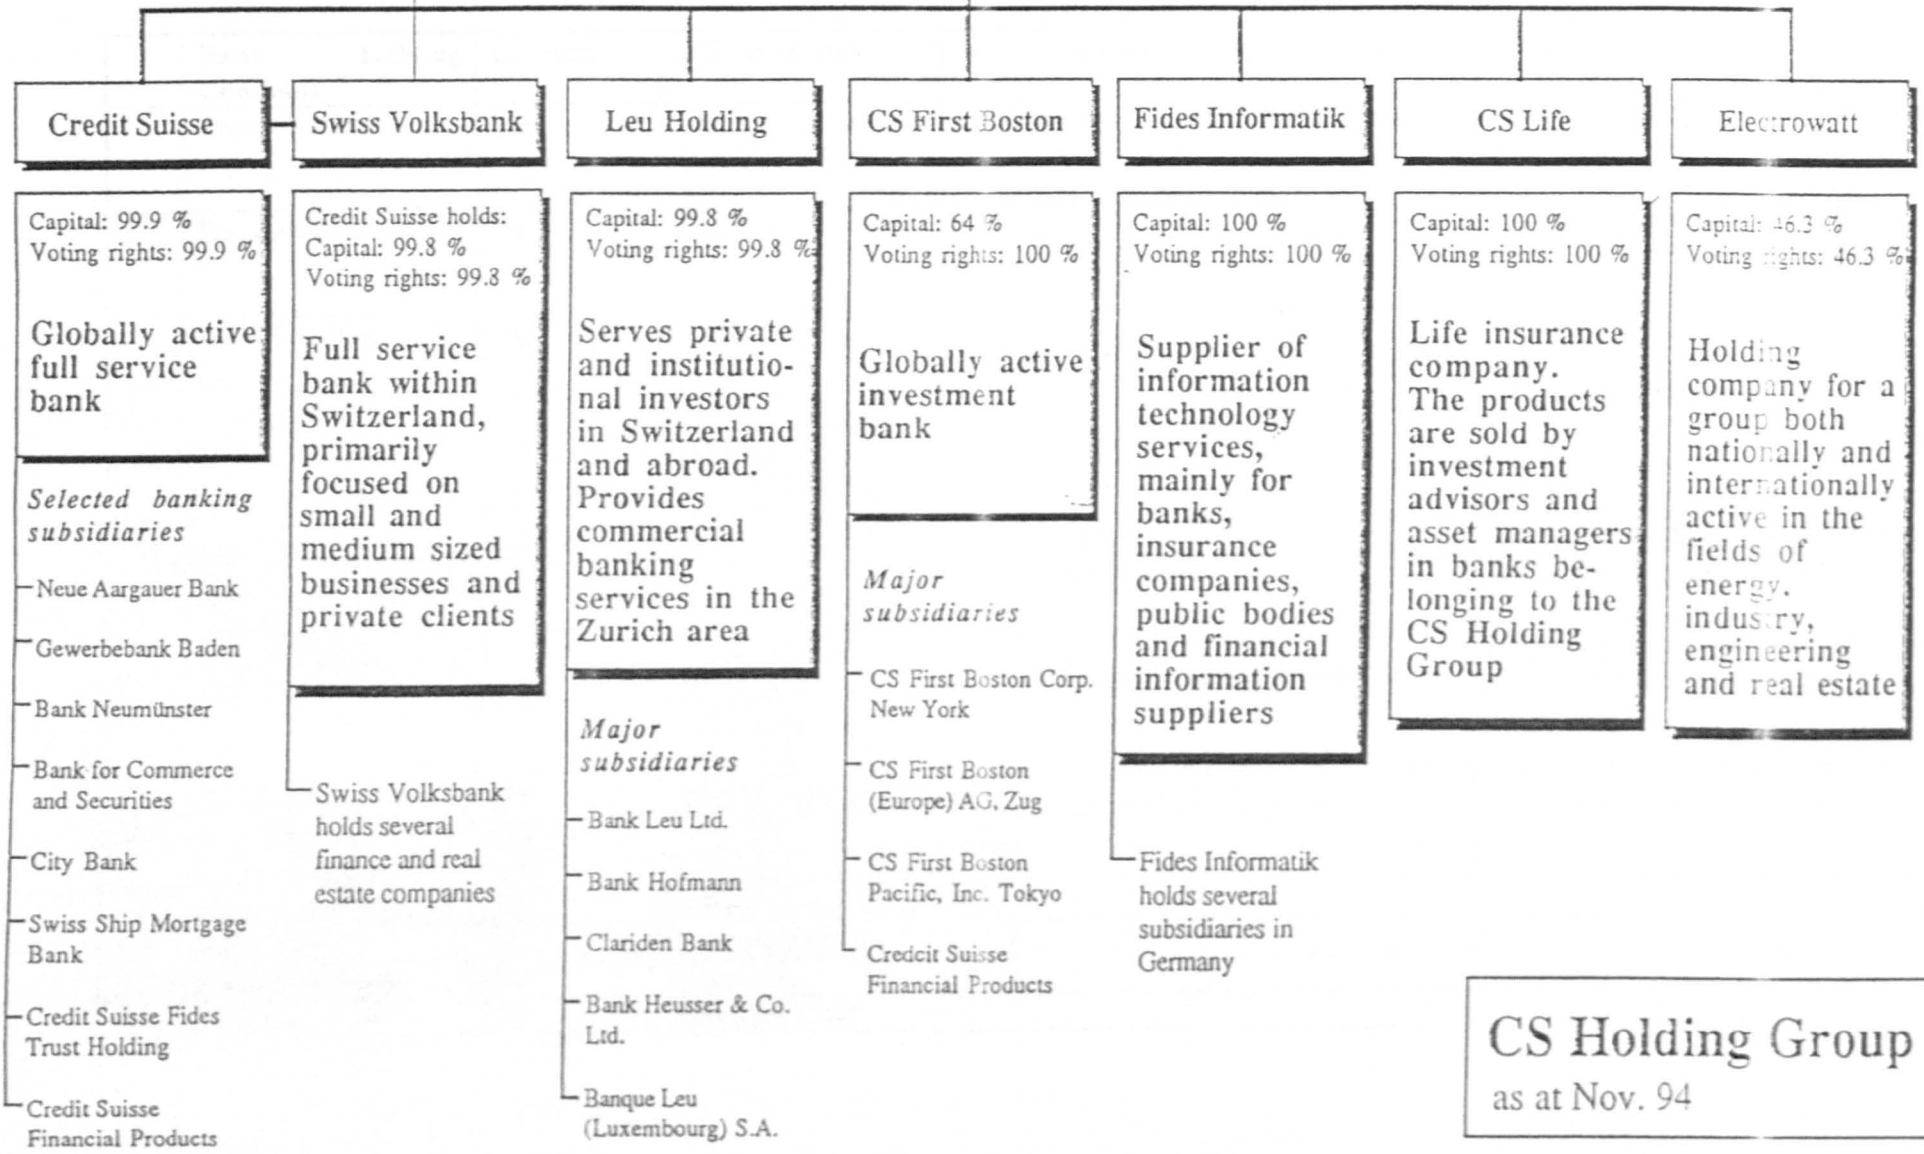 Credit Suisse
Capital: 99.9 %
Voting rights: 99.9 %
Globally active
full service
bank
Selected banking
subsidiaries
Neue Aargauer Bank
Gewerbebank Baden
Bank Neumünster
Bank for Commerce
and Securities
City Bank
Swiss Ship Mortgage
Bank
Credit Suisse Fides
Trust Holding
Credit Suisse
Financial Products
Swiss Volksbank
Credit Suisse holds:
Capital: 99.8 %
Voting rights: 99.8 %
Full service
bank within
Switzerland,
primarily
focused on
small and
medium sized
businesses and
private clients
Swiss Volksbank
holds several
finance and real
estate companies
Leu Holding
Capital: 99.8 %
Voting rights: 99.8 %
Serves private
and institutio-
nal investors
in Switzerland
and abroad.
Provides
commercial
banking
services in the
Zurich area
Major
subsidiaries
Bank Leu Ltd.
Bank Hofmann
Clariden Bank
Bank Heusser & Co.
Ltd.
Banque Leu
(Luxembourg) S.A.
CS First Boston
Capital: 64 %
Voting rights: 100 %
Globally active
investment
bank
Major
subsidiaries
CS First Boston Corp.
New York
CS First Boston
(Europe) AG, Zug
CS First Boston
Pacific, Inc. Tokyo
Credcit Suisse
Financial Products
Fides Informatik
Capital: 100 %
Voting rights: 100 %
Supplier of
information
technology
services,
mainly for
banks,
insurance
companies,
public bodies
and financial
information
suppliers
Fides Informatik
holds several
subsidiaries in
Germany
CS Life
Capital: 100 %
Voting rights: 100 %
Life insurance
company.
The products
are sold by
investment
advisors and
asset managers
in banks be-
longing to the
CS Holding
Group
Electrowatt
Capital: 46.3 %
Voting rights: 46.3 %
Holding
company for a
group both
nationally and
internationally
active in the
fields of
energy,
industry,
engineering
and real estate
CS Holding Group
as at Nov. 94